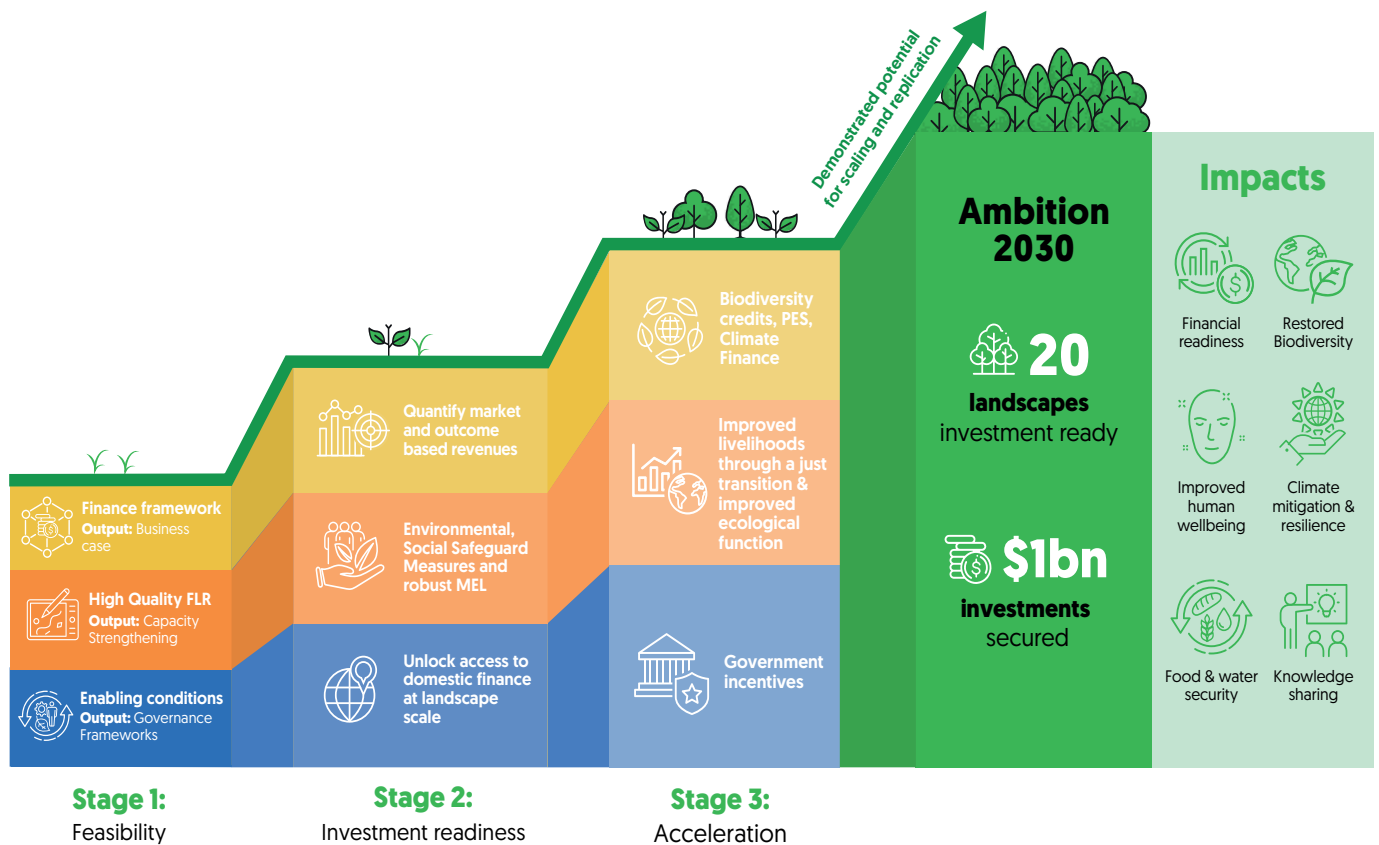 Finance framework
Output: Business
case
High Quality FLR
Output: Capacity
Strengthening
Enabling conditions
Output: Governance
Frameworks
Stage 1:
Feasibility
Quantify market
and outcome
based revenues
Environmental,
Social Safeguard
Measures and
robust MEL
Unlock access to
domestic finance
at landscape
scale
Stage 2:
Investment readiness
Biodiversity
credits, PES,
Climate
Finance
Improved
livelihoods
through a just
transition &
improved
ecological
function
Government
incentives
Stage 3:
Acceleration
Demonstrated potential
for scaling and replication
Ambition
2030
20
landscapes
investment ready
$1bn
investments
secured
Impacts
Financial
readiness
Restored
Biodiversity
Improved
human
wellbeing
Climate
mitigation &
resilience
Food & water
security
Knowledge
sharing